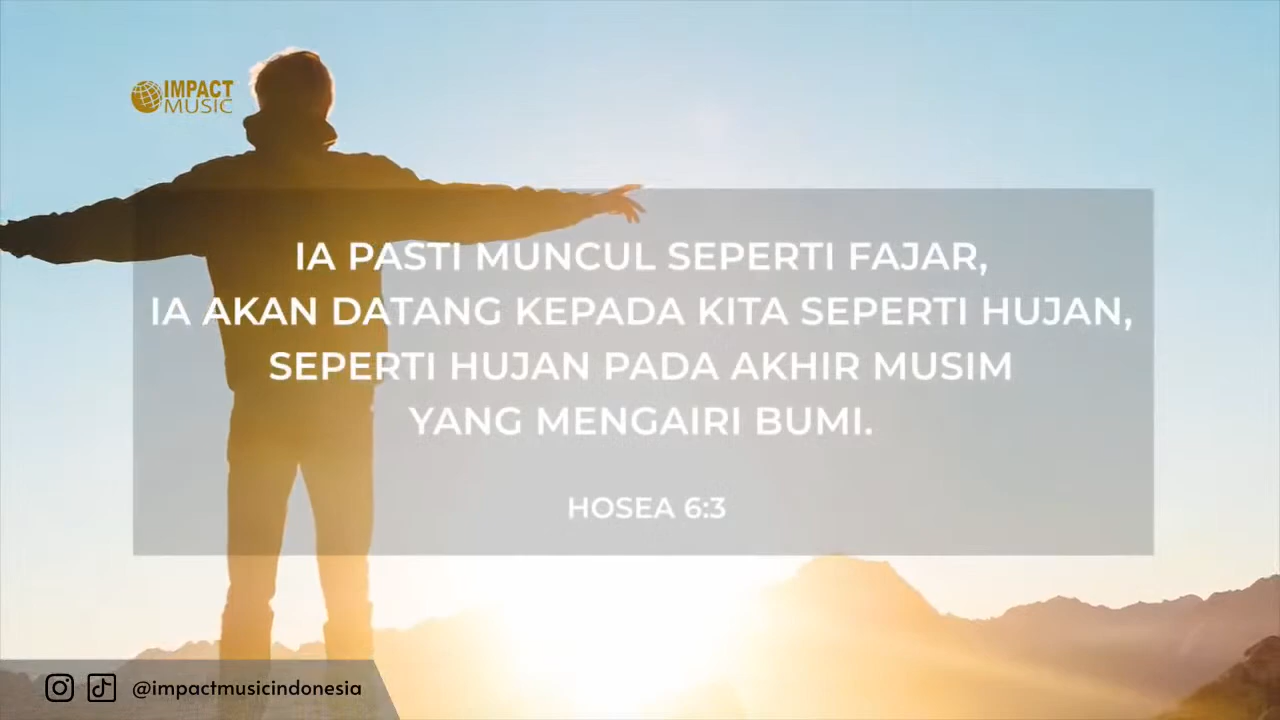 IMPACT
MUSIC
IA PASTI MUNCUL SEPERTI FAJAR,
IA AKAN DATANG KEPADA KITA SEPERTI HUJAN,
SEPERTI HUJAN PADA AKHIR MUSIM
YANG MENGAIRI BUMI.
HOSEA 6:3
@impactmusicindonesia